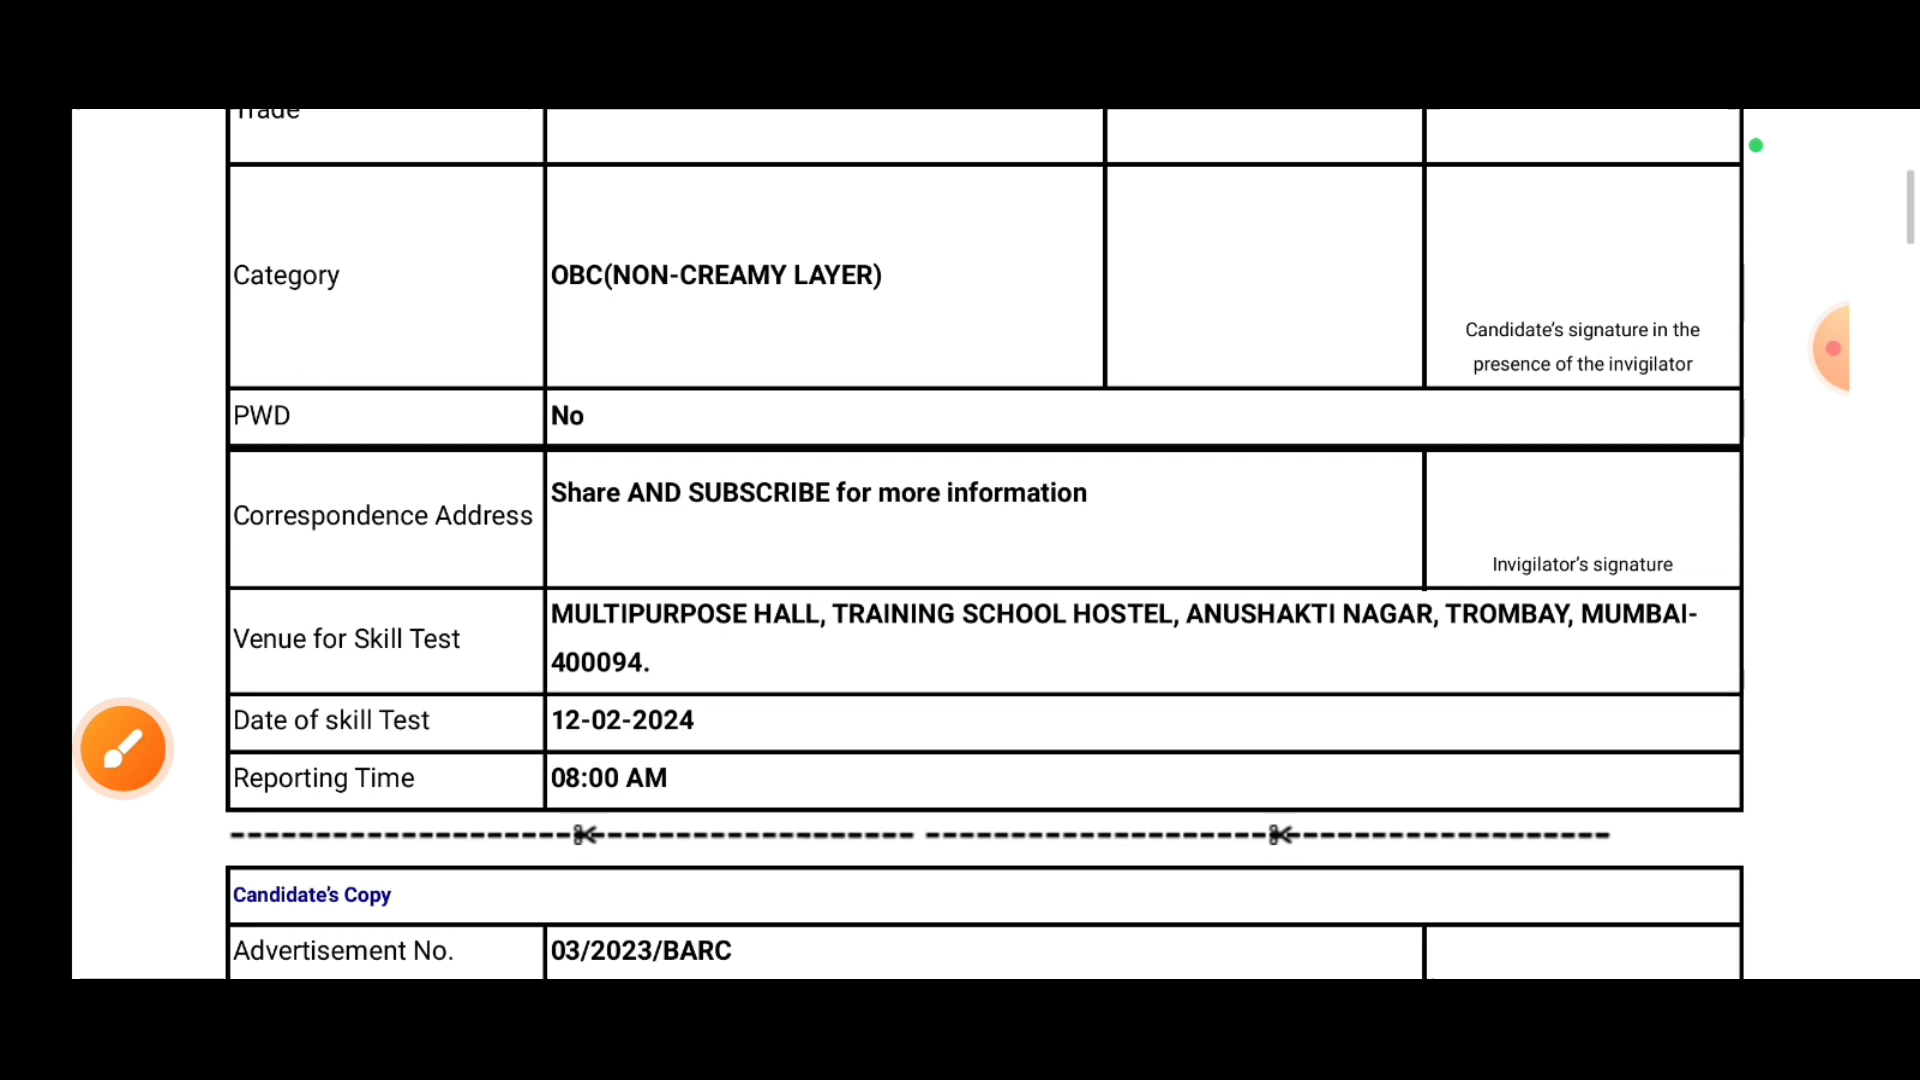 Trade
Category
OBC(NON-CREAMY LAYER)
Candidate’s signature in the
presence of the invigilator
PWD
No
Correspondence Address
Share AND SUBSCRIBE for more information
Invigilator’s signature
Venue for Skill Test
MULTIPURPOSE HALL, TRAINING SCHOOL HOSTEL, ANUSHAKTI NAGAR, TROMBAY, MUMBAI-
400094.
Date of skill Test
12-02-2024
Reporting Time
08:00 AM
Candidate’s Copy
Advertisement No.
03/2023/BARC